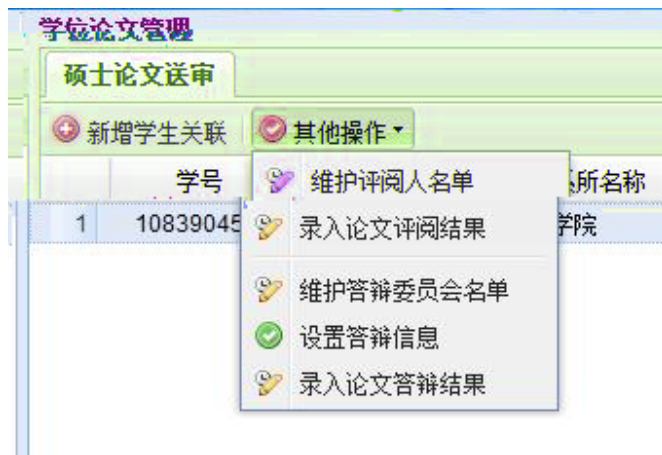 学位论文管理
硕士论文送审
新增学生关联 其他操作
学号 系所名称
1 10839045 学院
维护评阅人名单
录入论文评阅结果
维护答辩委员会名单
设置答辩信息
录入论文答辩结果